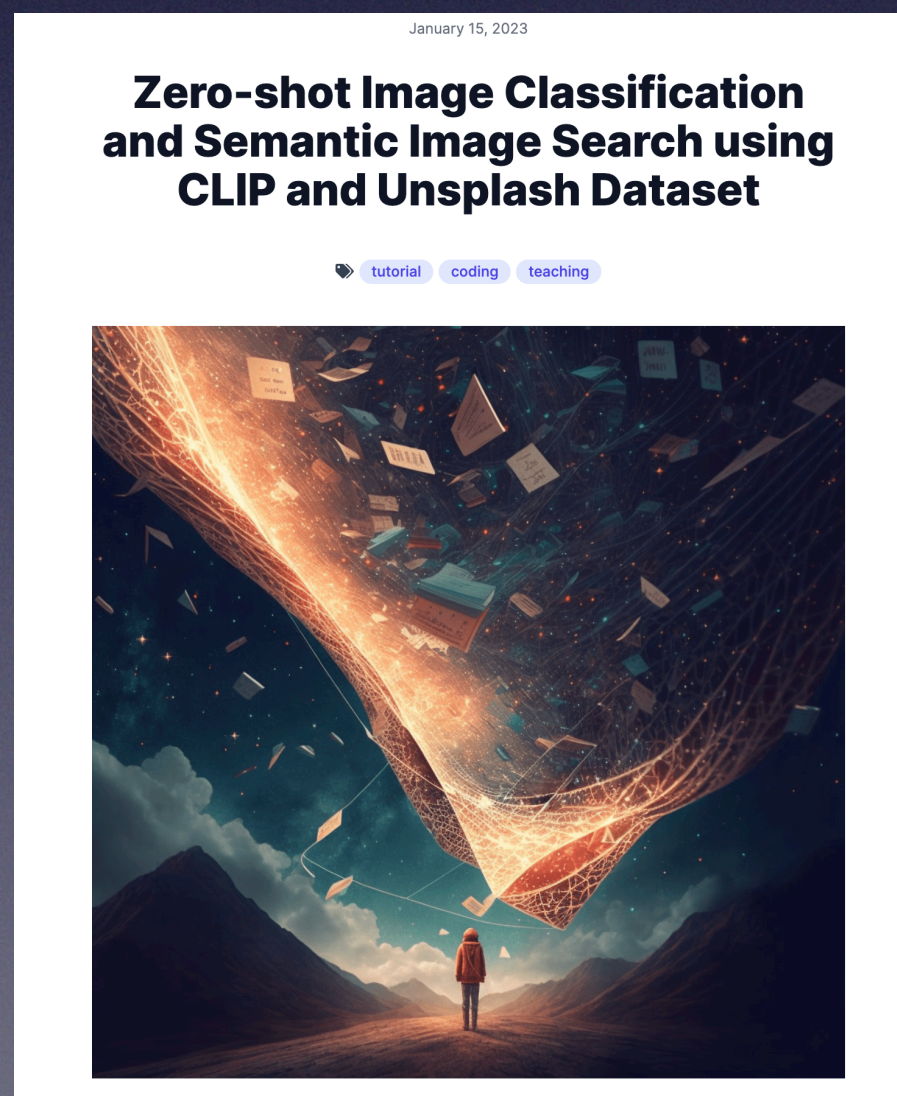 January 15, 2023
Zero-shot Image Classification
and Semantic Image Search using
CLIP and Unsplash Dataset
tutorial coding teaching